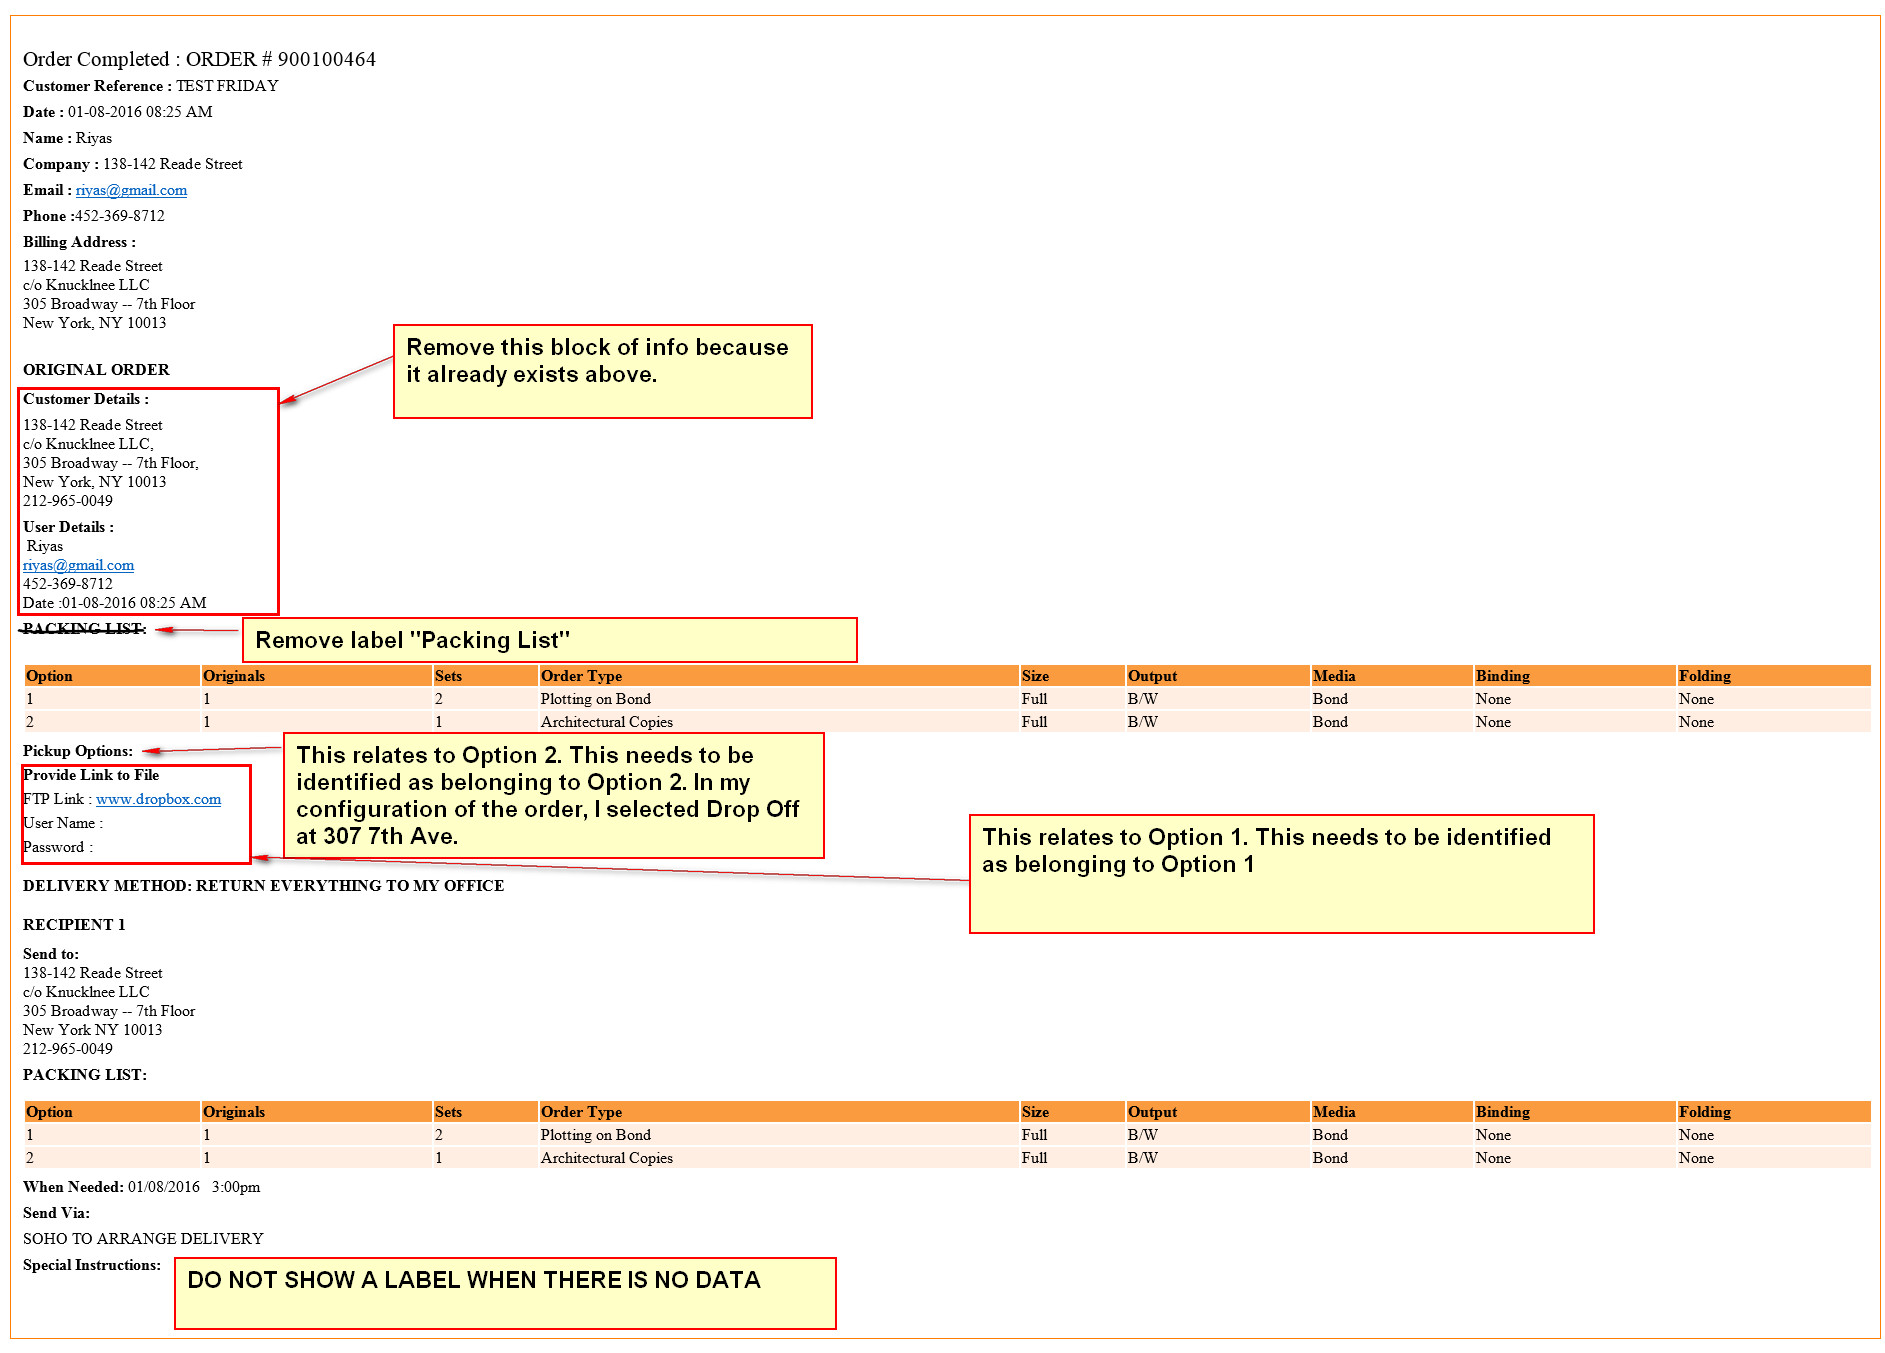 Order Completed : ORDER # 900100464
Customer Reference : TEST FRIDAY
Date : 01-08-2016 08:25 AM
Name : Riyas
Company : 138-142 Reade Street
Email : riyas@gmail.com
Phone :452-369-8712
Billing Address :
138-142 Reade Street
c/o Knucklnee LLC
305 Broadway -- 7th Floor
New York, NY 10013
Remove this block of info because
it already exists above.
ORIGINAL ORDER
Customer Details :
138-142 Reade Street
c/o Knucklnee LLC,
305 Broadway -- 7th Floor,
New York, NY 10013
212-965-0049
User Details :
Riyas
riyas@gmail.com
452-369-8712
Date :01-08-2016 08:25 AM
PACKING LIST:
Remove label "Packing List"
Option Originals Sets Order Type Size Output Media Binding Folding
1 1 2 Plotting on Bond Full B/W Bond None None
2 1 1 Architectural Copies Full B/W Bond None None
Pickup Options:
This relates to Option 2. This needs to be
identified as belonging to Option 2. In my
configuration of the order, I selected Drop Off
at 307 7th Ave.
Provide Link to File
FTP Link : www.dropbox.com
User Name :
Password :
This relates to Option 1. This needs to be identified
as belonging to Option 1
DELIVERY METHOD: RETURN EVERYTHING TO MY OFFICE
RECIPIENT 1
Send to:
138-142 Reade Street
c/o Knucklnee LLC
305 Broadway -- 7th Floor
New York NY 10013
212-965-0049
PACKING LIST:
Option Originals Sets Order Type Size Output Media Binding Folding
1 1 2 Plotting on Bond Full B/W Bond None None
2 1 1 Architectural Copies Full B/W Bond None None
When Needed: 01/08/2016 3:00pm
Send Via:
SOHO TO ARRANGE DELIVERY
Special Instructions:
DO NOT SHOW A LABEL WHEN THERE IS NO DATA